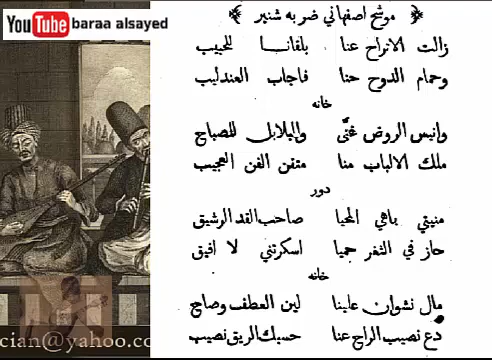 You Tube baraa alsayed
موشح اصفهاني ضربه شنبر
زالت الاتراح عنا بلقانا للحبيب
وحمام الدوح حنا فاجاب العندليب
خانه
وانيس الروض غنّى والبلابل للصباح
ملك الالباب منا متقن الفن العجيب
دور
منيتي باهي المحيا صاحب القد الرشيق
حاز في الثغر حميا اسكرتني لا افيق
خانه
مال نشوان علينا لين العطف وصاح
دع نصيب الراح عنا حسبك الريق نصيب
cian@yahoo.co